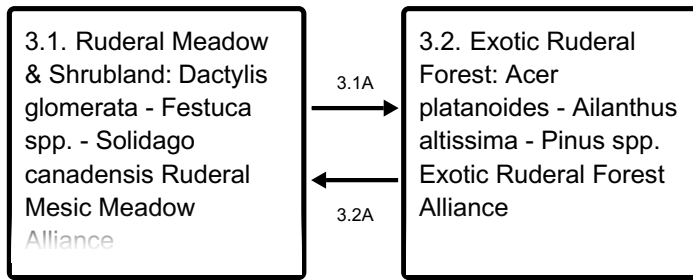 3.1. Ruderal Meadow
& Shrubland: Dactylis
glomerata - Festuca
spp. - Solidago
canadensis Ruderal
Mesic Meadow
Alliance
3.1A
3.2A
3.2. Exotic Ruderal
Forest: Acer
platanoides - Ailanthus
altissima - Pinus spp.
Exotic Ruderal Forest
Alliance